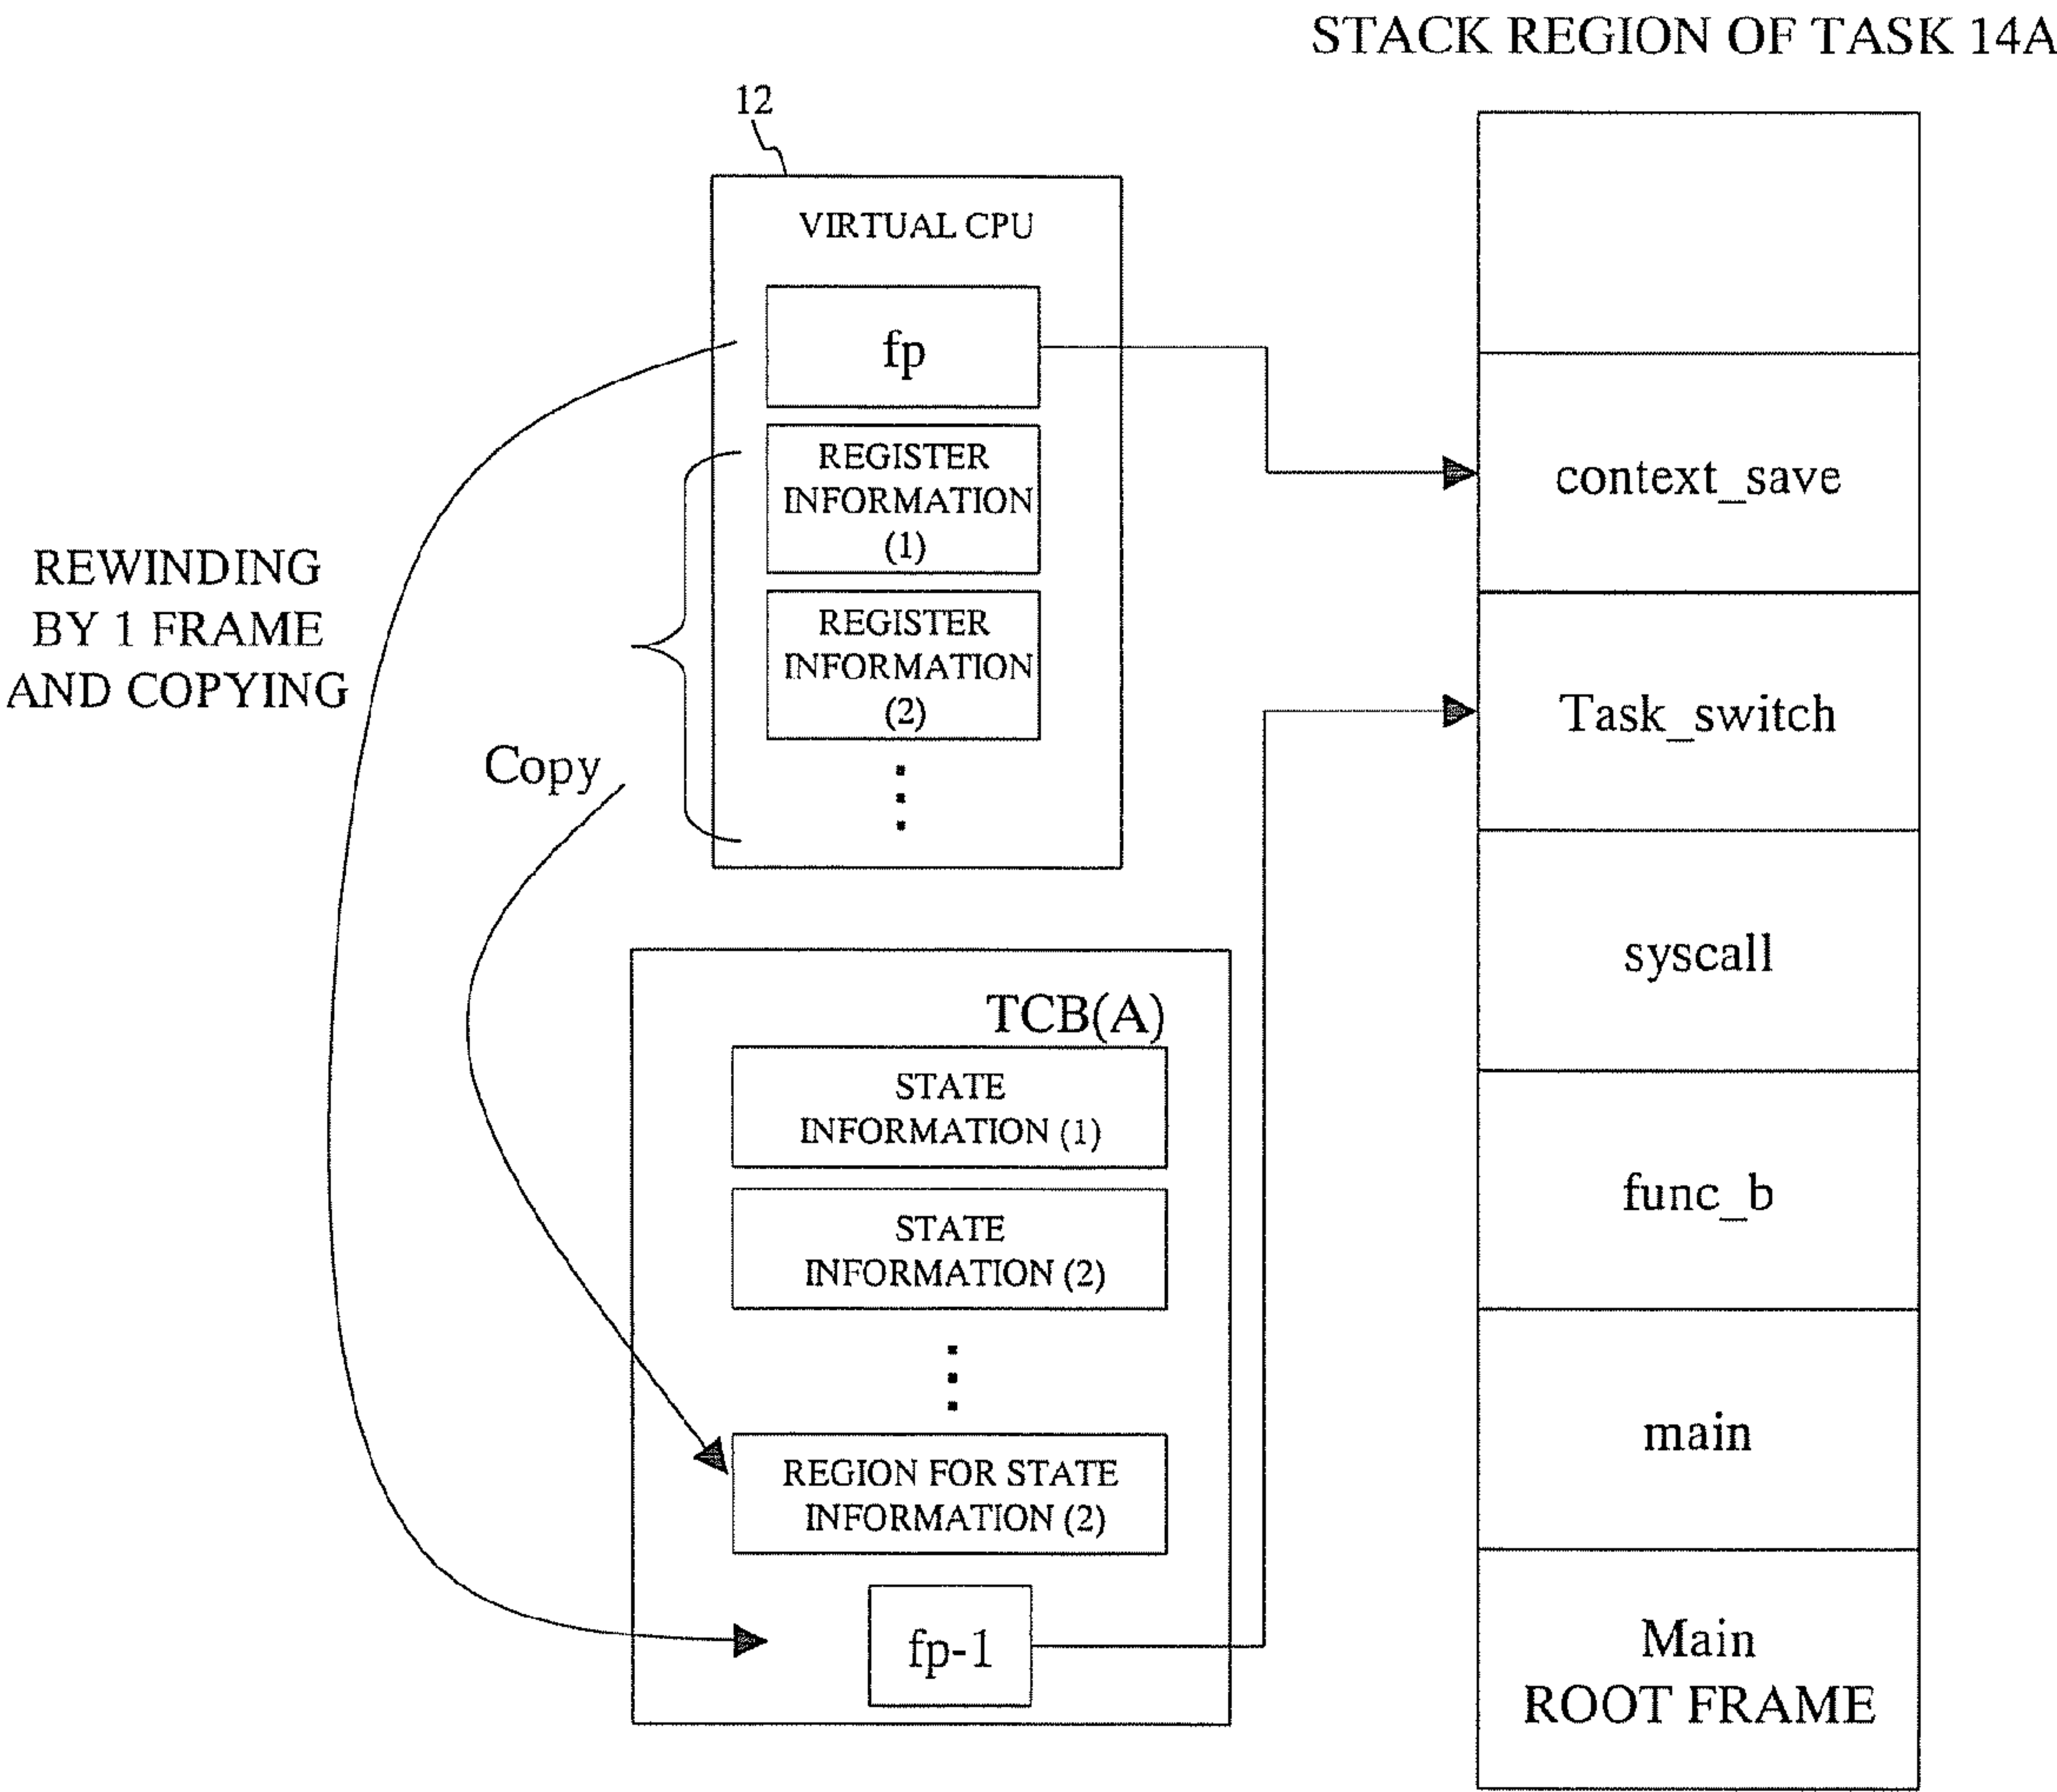 STACK REGION OF TASK 14A
12
VIRTUAL CPU
fp
REGISTER
INFORMATION
(1)
REGISTER
INFORMATION
(2)
REWINDING
BY 1 FRAME
AND COPYING
Copy
TCB(A)
STATE
INFORMATION (1)
STATE
INFORMATION (2)
REGION FOR STATE
INFORMATION (2)
fp-1
context_save
Task_switch
syscall
func_b
main
Main
ROOT FRAME